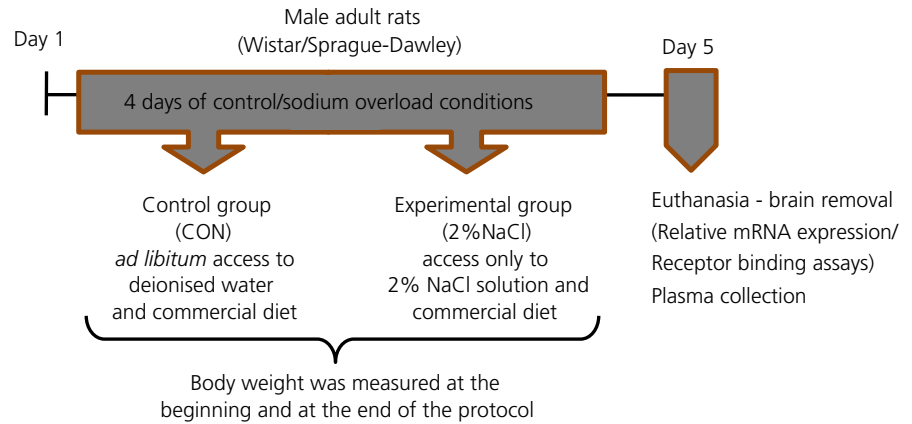 Male adult rats
(Wistar/Sprague-Dawley)
Day 1
Day 5
4 days of control/sodium overload conditions
Control group
(CON)
ad libitum access to
deionised water
and commercial diet
Experimental group
(2%NaCl)
access only to
2% NaCl solution and
commercial diet
Euthanasia - brain removal
(Relative mRNA expression/
Receptor binding assays)
Plasma collection
Body weight was measured at the
beginning and at the end of the protocol